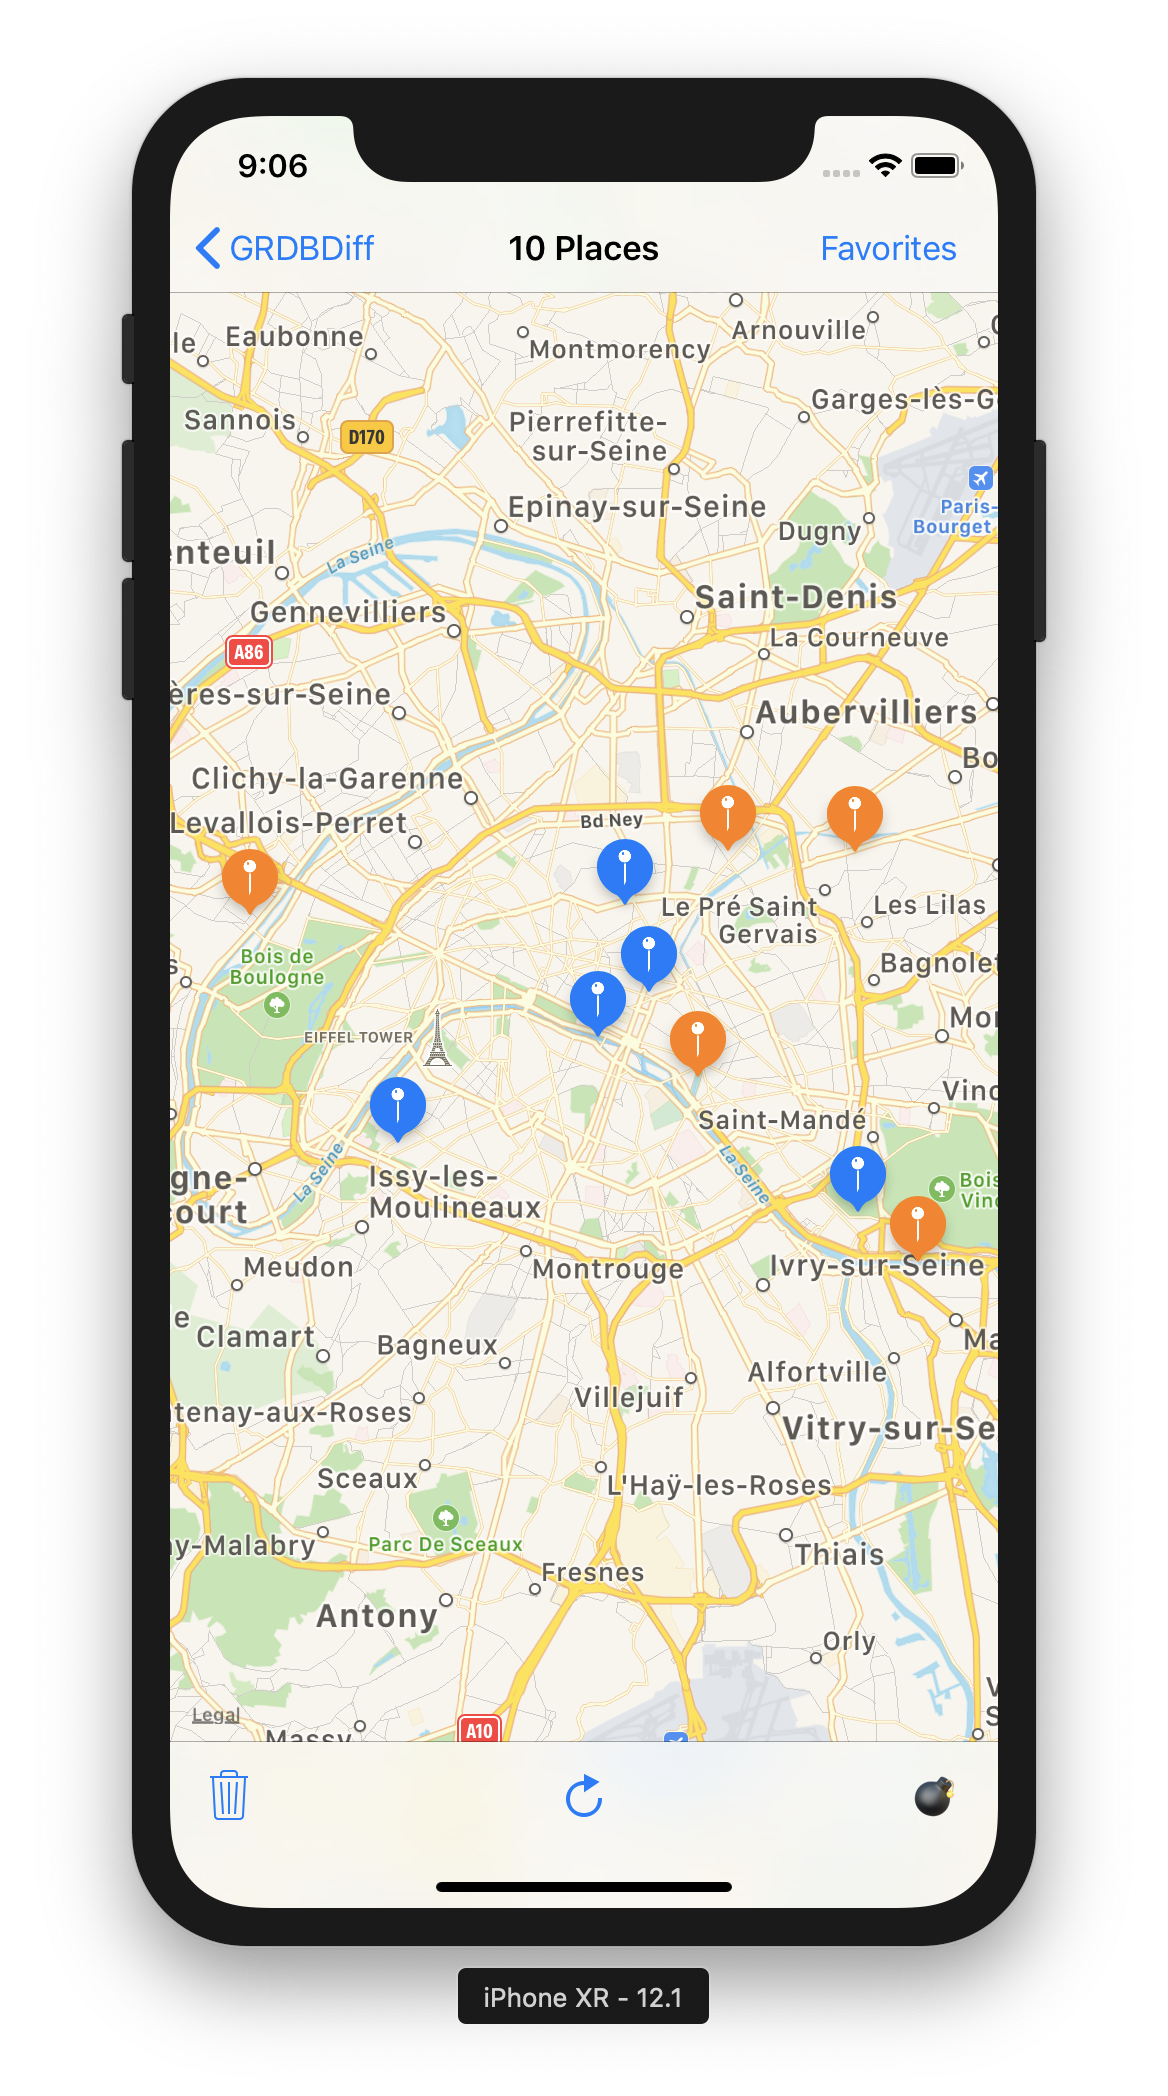 9:06
GRDBDiff
10 Places
Favorites
Arnouville
le
Eaubonne
Montmorency
Garges-lès-G
Sannois
D170
Pierrefitte-
sur-Seine
Paris-
Bourget
Epinay-sur-Seine
Dugny
enteuil
La Seine
Saint-Denis
Gennevilliers
La Courneuve
A86
ères-sur-Seine
Aubervilliers
Bo
Clichy-la-Garenne
Levallois-Perret
Bd Ney
Le Pré Saint
Gervais
Les Lilas
Bois de
Boulogne
s
Bagnolet
EIFFEL TOWER
Mo
Vinc
Saint-Mandé
La Seine
La Seine
gne-
court
Issy-les-
Moulineaux
Bois
Vinc
Meudon
Montrouge
Ivry-sur-Seine
e
Clamart
Bagneux
Ma
Alfortville
Villejuif
tenay-aux-Roses
Vitry-sur-Se
Sceaux
L'Haÿ-les-Roses
Parc De Sceaux
ay-Malabry
Thiais
Fresnes
Antony
Orly
V
S
Legal
Massy
A10
iPhone XR - 12.1